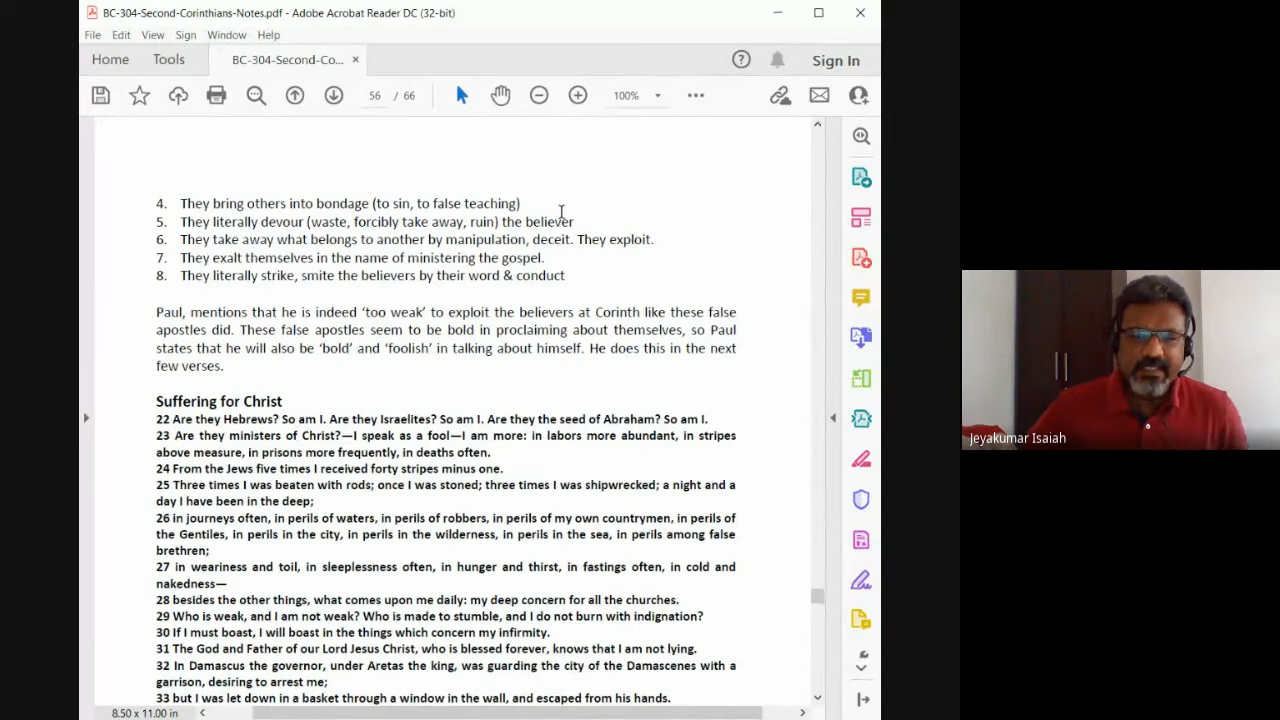 BC-304-Second-Corinthians-Notes.pdf - Adobe Acrobat Reader DC (32-bit)
File Edit View Sign Window Help
Home Tools BC-304-Second-Co... × Sign In
56 / 66 100%
4. They bring others into bondage (to sin, to false teaching)
5. They literally devour (waste, forcibly take away, ruin) the believer
6. They take away what belongs to another by manipulation, deceit. They exploit.
7. They exalt themselves in the name of ministering the gospel.
8. They literally strike, smite the believers by their word & conduct
Paul, mentions that he is indeed ‘too weak’ to exploit the believers at Corinth like these false
apostles did. These false apostles seem to be bold in proclaiming about themselves, so Paul
states that he will also be ‘bold’ and ‘foolish’ in talking about himself. He does this in the next
few verses.
Suffering for Christ
22 Are they Hebrews? So am I. Are they Israelites? So am I. Are they the seed of Abraham? So am I.
23 Are they ministers of Christ?—I speak as a fool—I am more: in labors more abundant, in stripes
above measure, in prisons more frequently, in deaths often.
24 From the Jews five times I received forty stripes minus one.
25 Three times I was beaten with rods; once I was stoned; three times I was shipwrecked; a night and a
day I have been in the deep;
26 in journeys often, in perils of waters, in perils of robbers, in perils of my own countrymen, in perils of
the Gentiles, in perils in the city, in perils in the wilderness, in perils in the sea, in perils among false
brethren;
27 in weariness and toil, in sleeplessness often, in hunger and thirst, in fastings often, in cold and
nakedness—
28 besides the other things, what comes upon me daily: my deep concern for all the churches.
29 Who is weak, and I am not weak? Who is made to stumble, and I do not burn with indignation?
30 If I must boast, I will boast in the things which concern my infirmity.
31 The God and Father of our Lord Jesus Christ, who is blessed forever, knows that I am not lying.
32 In Damascus the governor, under Aretas the king, was guarding the city of the Damascenes with a
garrison, desiring to arrest me;
33 but I was let down in a basket through a window in the wall, and escaped from his hands.
8.50 x 11.00 in
Jeyakumar Isaiah